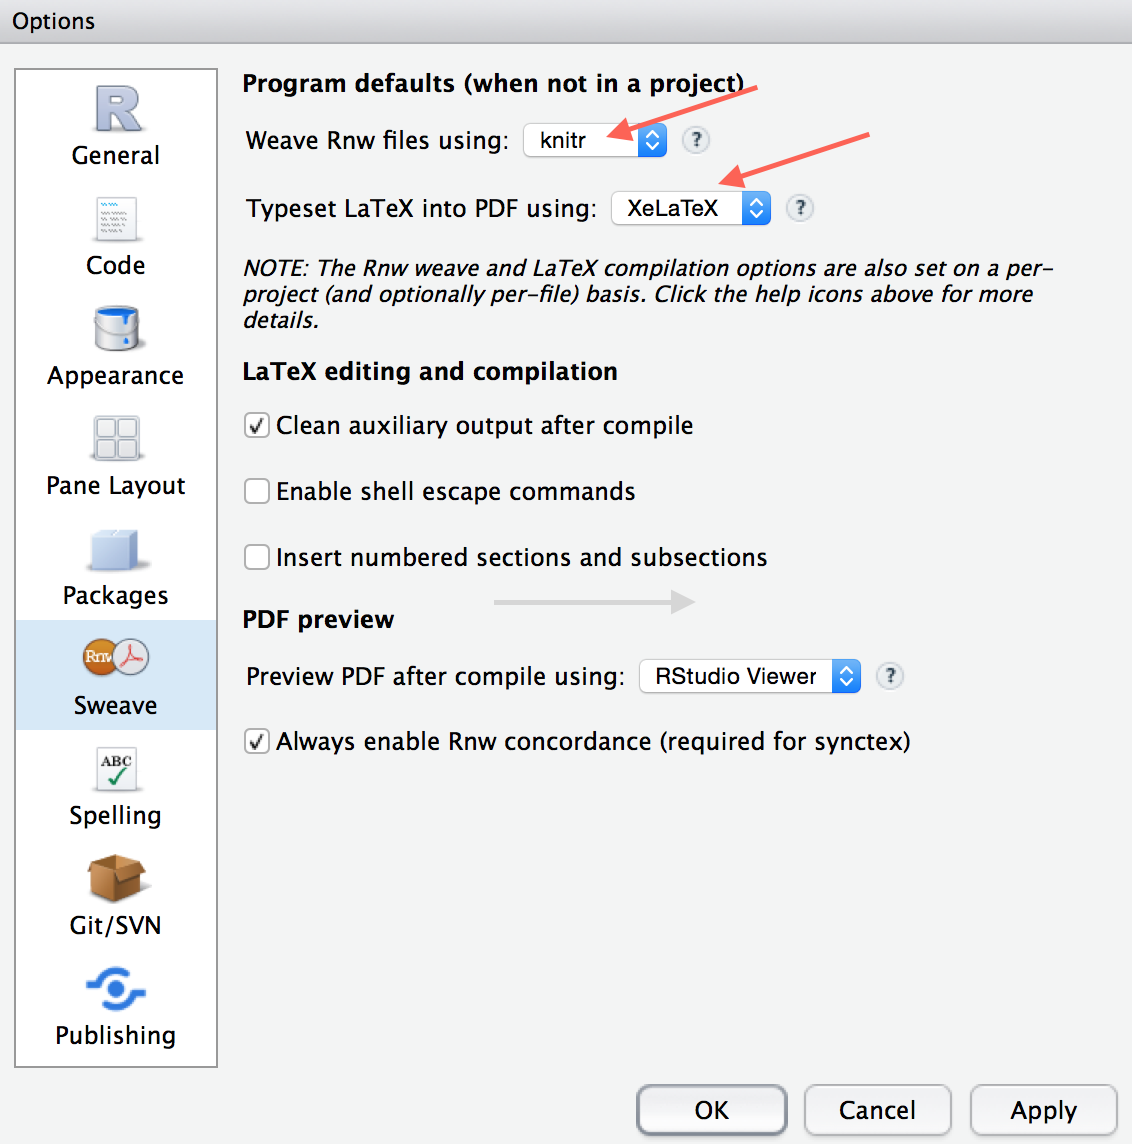 Options
General
Code
Appearance
Pane Layout
Packages
Rnw
Sweave
ABC
Spelling
Git/SVN
Publishing
Program defaults (when not in a project)
Weave Rnw files using: knitr ?
Typeset LaTeX into PDF using: XeLaTeX ?
NOTE: The Rnw weave and LaTeX compilation options are also set on a per-
project (and optionally per-file) basis. Click the help icons above for more
details.
LaTeX editing and compilation
Clean auxiliary output after compile
Enable shell escape commands
Insert numbered sections and subsections
PDF preview
Preview PDF after compile using: RStudio Viewer ?
Always enable Rnw concordance (required for synctex)
OK Cancel Apply